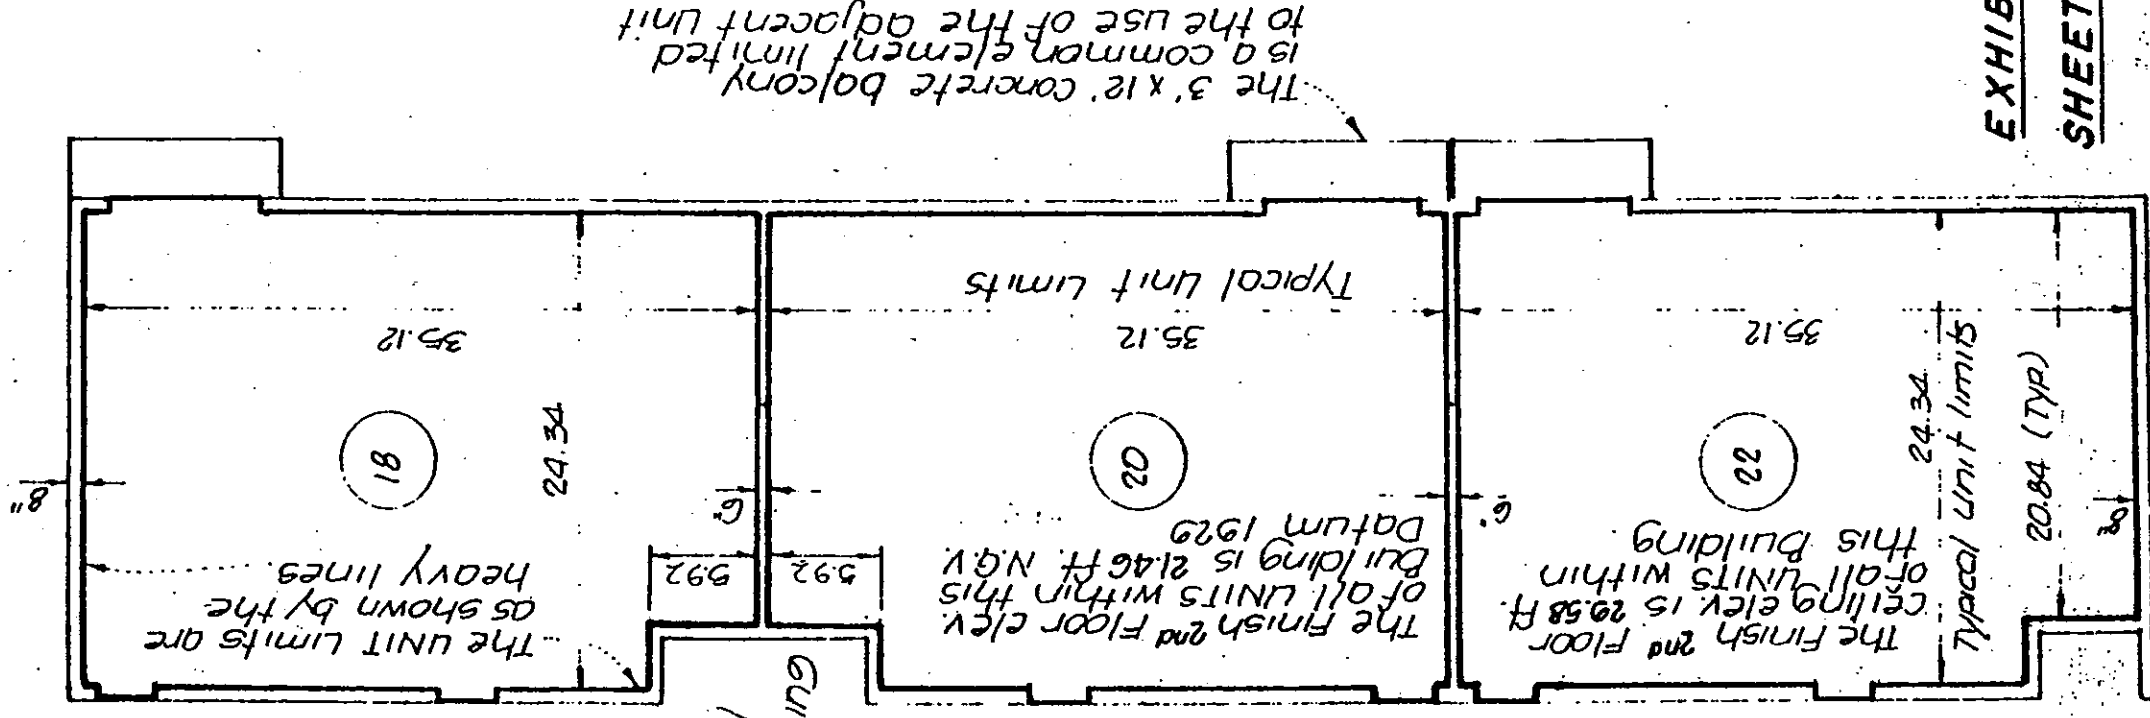 The Finish 2nd Floor
ceiling elev. is 29.58 ft.
of all UNITS within
this Building
The Finish 2nd Floor elev.
of all UNITS within this
Building is 21.46 ft. N.G.V.
Datum 1929
The UNIT Limits are
as shown by the
heavy lines
5.92
5.92
8"
6"
6"
8"
22
20
18
24.34
Typical Unit limits
20.84 (TYP)
24.34
35.12
35.12
35.12
Typical Unit Limits
The 3' x 12' concrete balcony
is a common element limited
to the use of the adjacent unit
EXHIB
SHEET